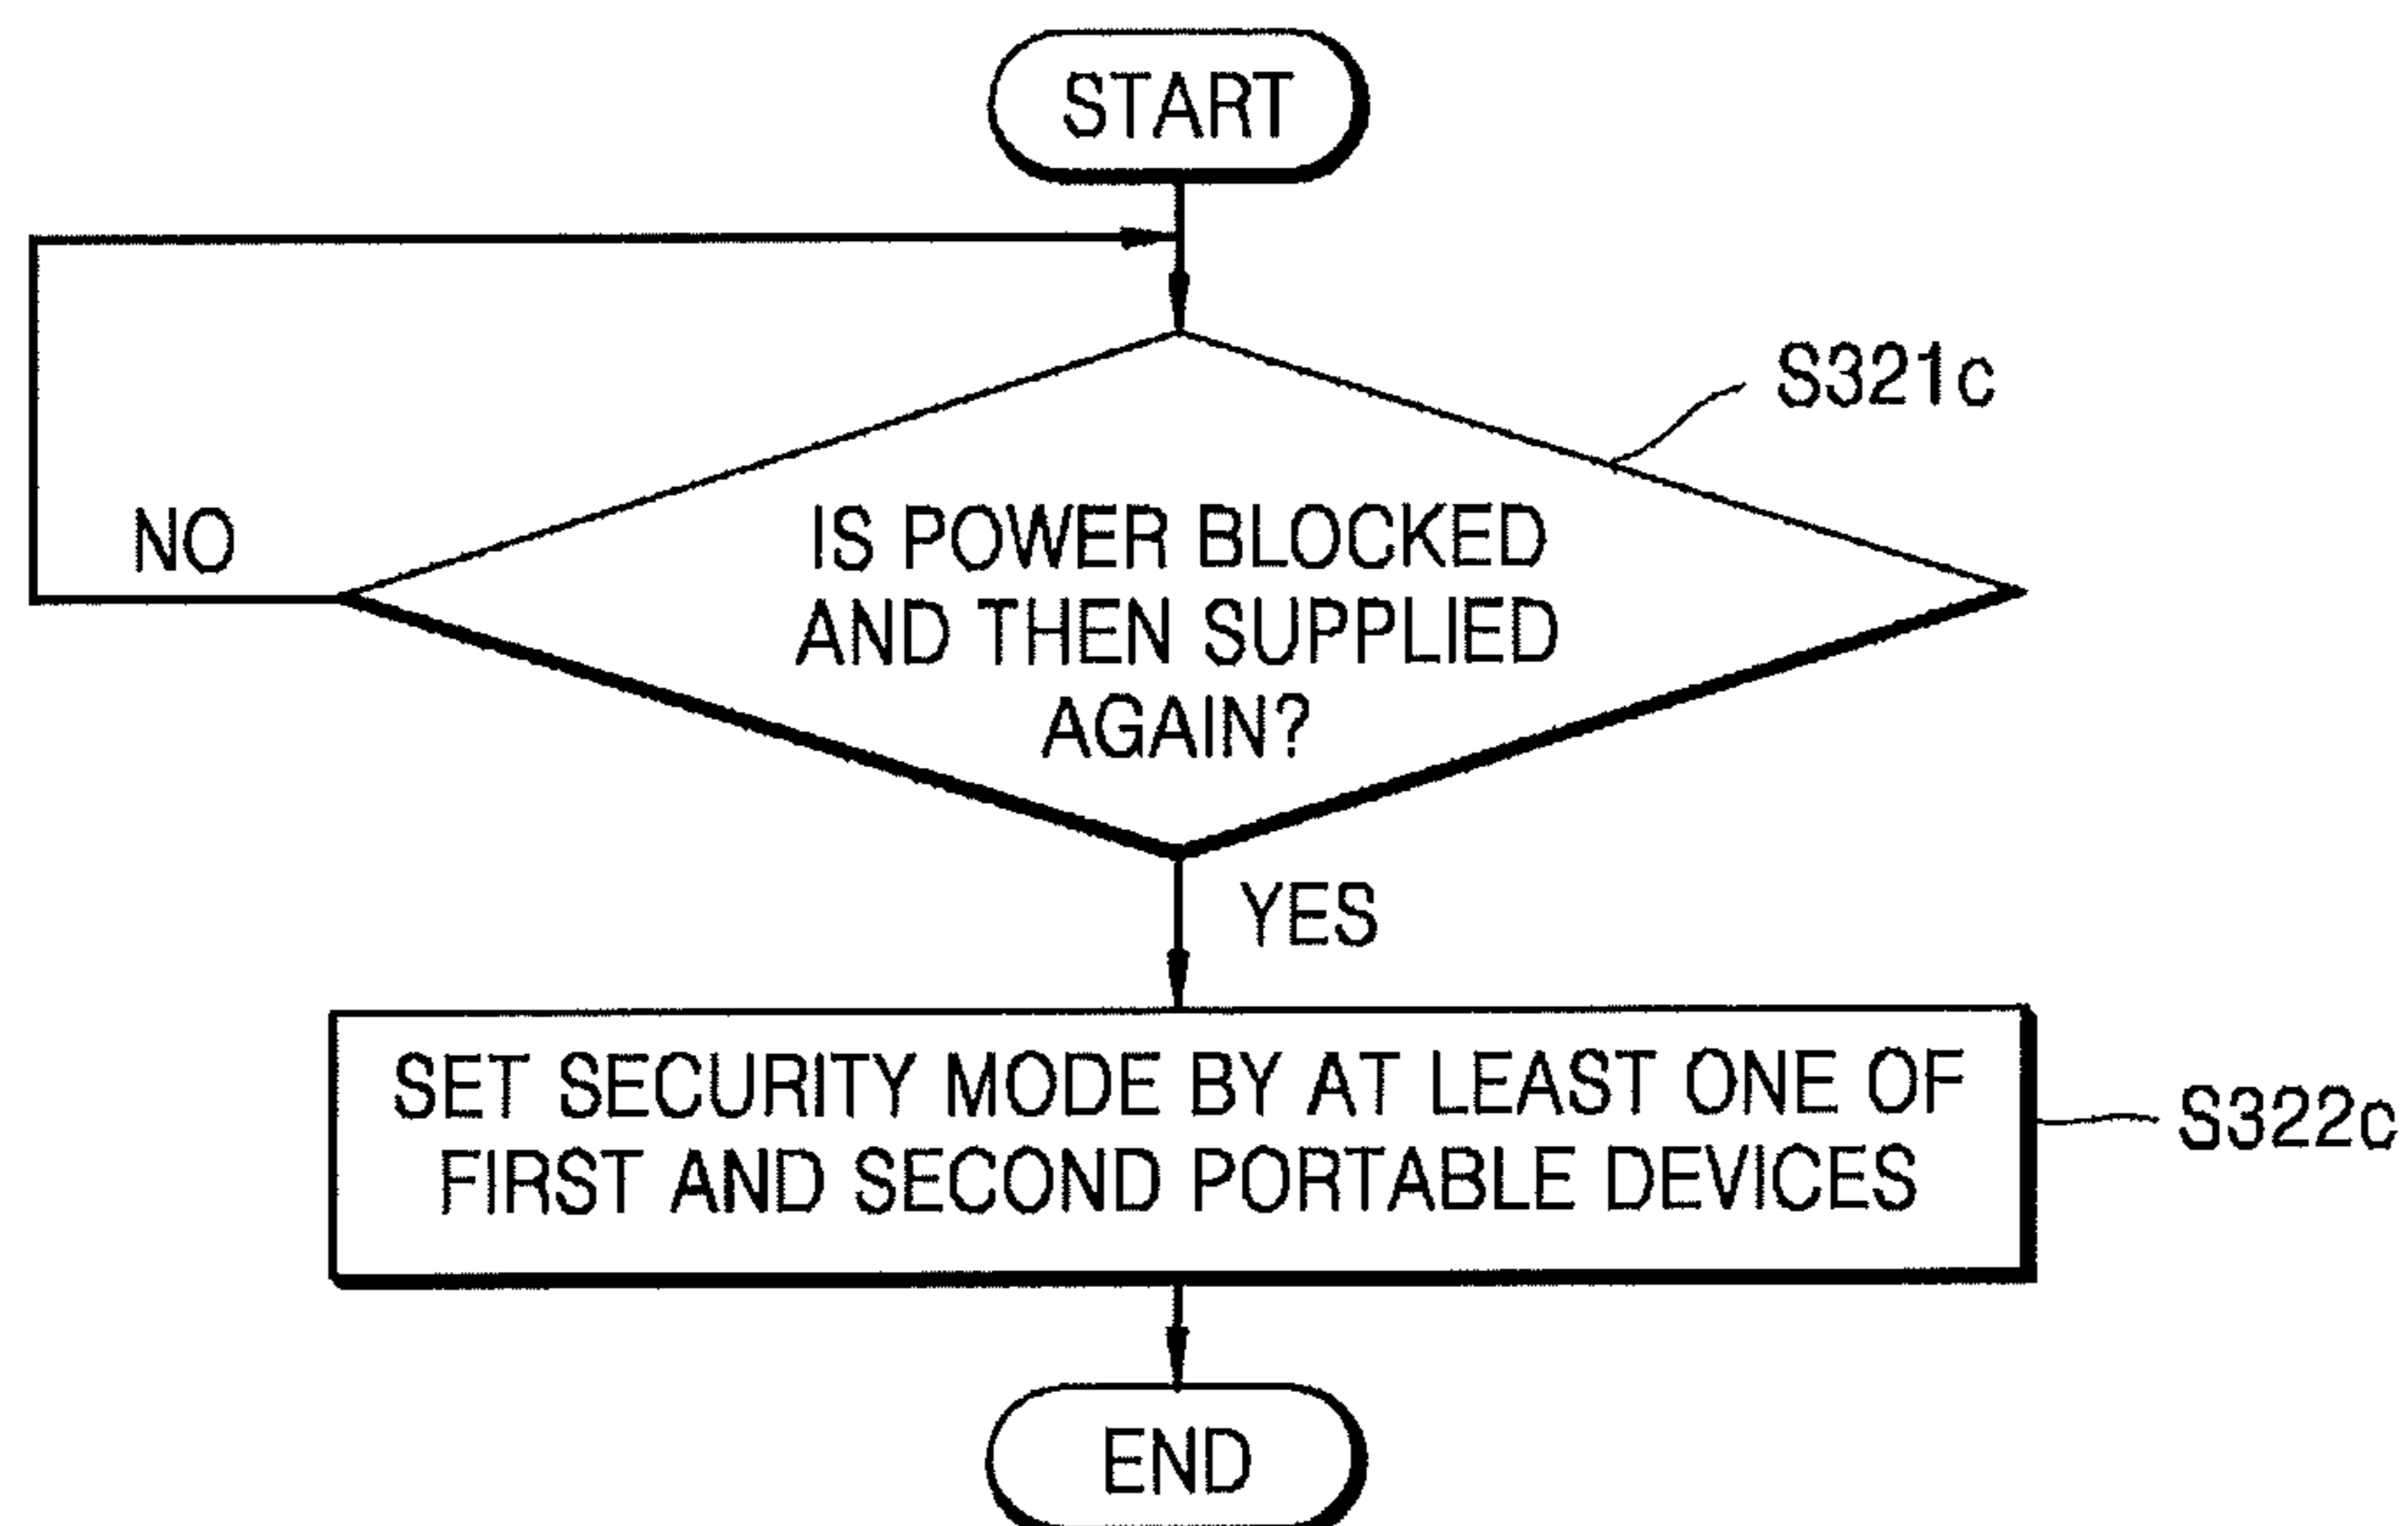 START
S321c
NO
IS POWER BLOCKED
AND THEN SUPPLIED
AGAIN?
YES
SET SECURITY MODE BY AT LEAST ONE OF
FIRST AND SECOND PORTABLE DEVICES
S322c
END